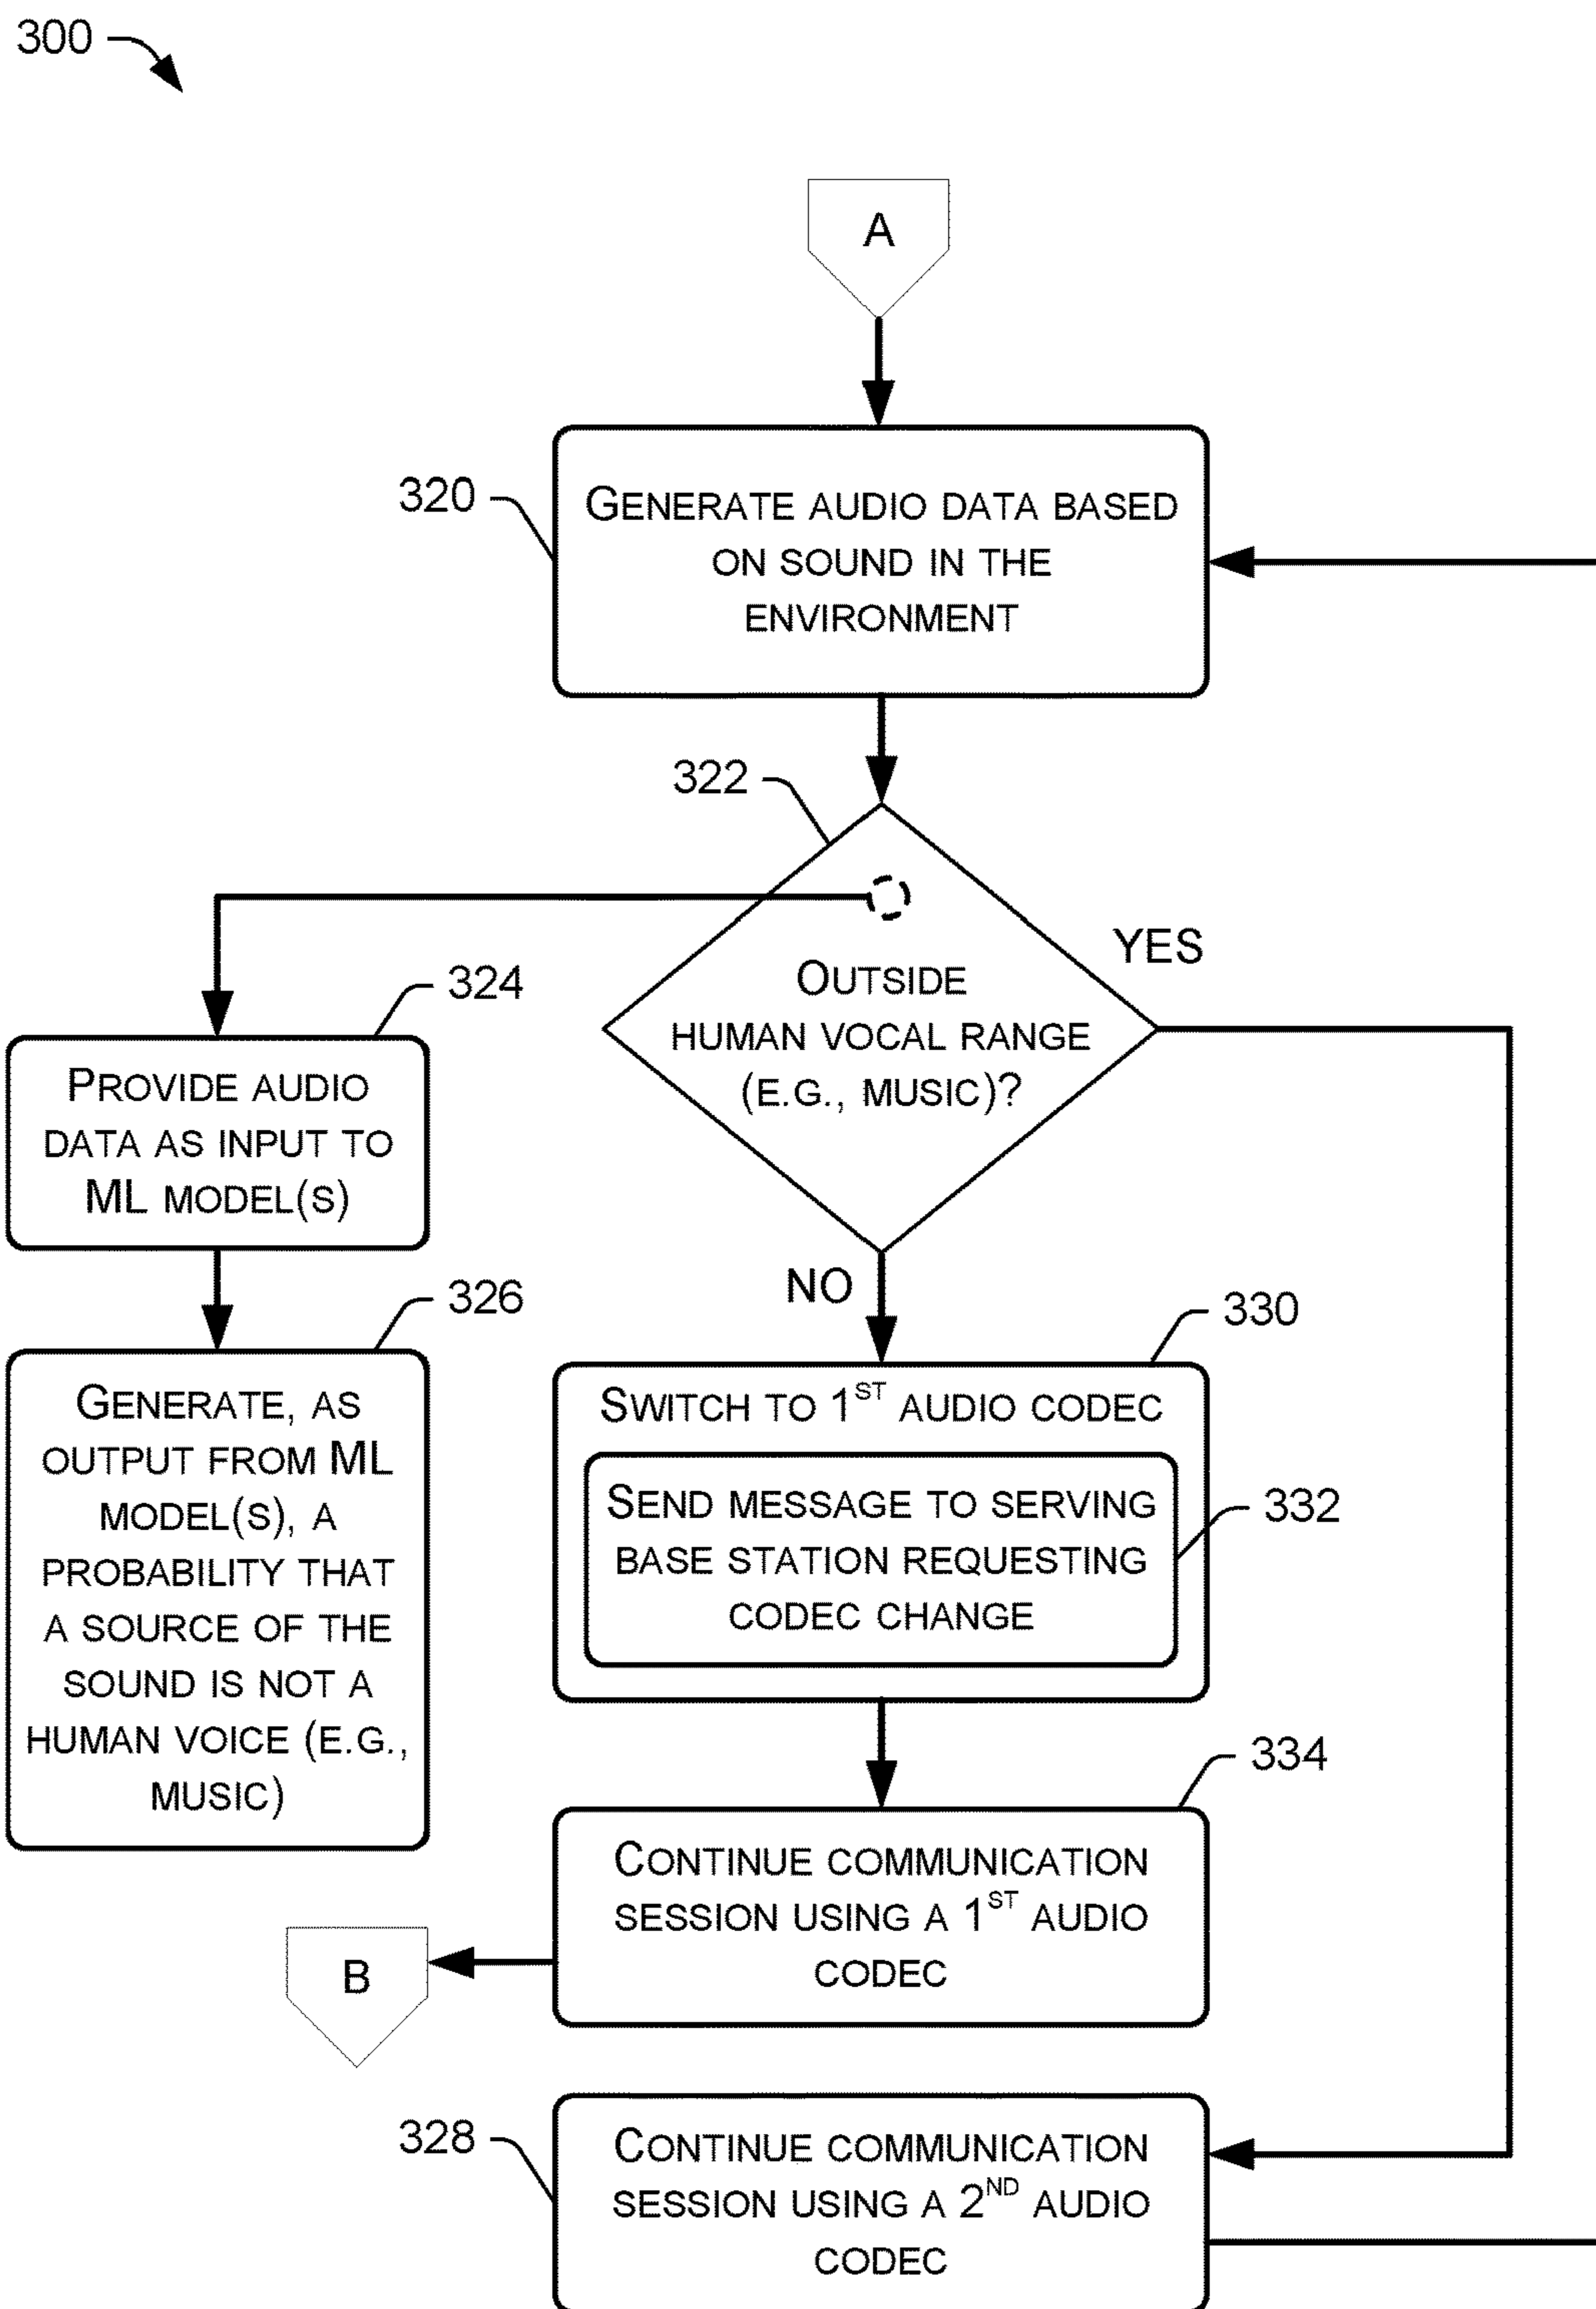 300
A
320
GENERATE AUDIO DATA BASED
ON SOUND IN THE
ENVIRONMENT
322
YES
OUTSIDE
HUMAN VOCAL RANGE
(E.G., MUSIC)?
NO
324
PROVIDE AUDIO
DATA AS INPUT TO
ML MODEL(S)
326
GENERATE, AS
OUTPUT FROM ML
MODEL(S), A
PROBABILITY THAT
A SOURCE OF THE
SOUND IS NOT A
HUMAN VOICE (E.G.,
MUSIC)
330
SWITCH TO 1ST AUDIO CODEC
332
SEND MESSAGE TO SERVING
BASE STATION REQUESTING
CODEC CHANGE
334
CONTINUE COMMUNICATION
SESSION USING A 1ST AUDIO
CODEC
B
328
CONTINUE COMMUNICATION
SESSION USING A 2ND AUDIO
CODEC